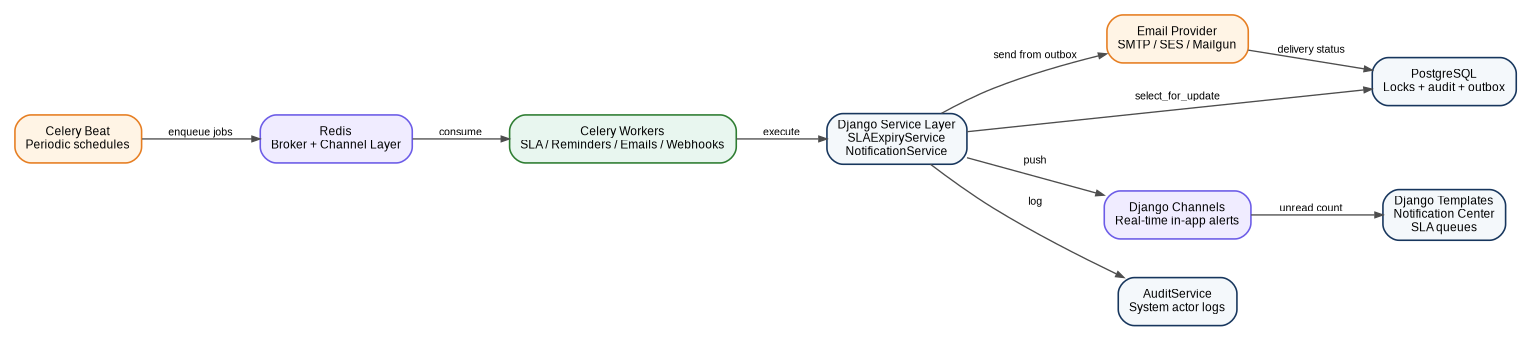 Celery Beat
Periodic schedules
enqueue jobs
Redis
Broker + Channel Layer
consume
Celery Workers
SLA / Reminders / Emails / Webhooks
execute
Django Service Layer
SLAExpiryService
NotificationService
send from outbox
Email Provider
SMTP / SES / Mailgun
delivery status
PostgreSQL
Locks + audit + outbox
select_for_update
push
Django Channels
Real-time in-app alerts
unread count
Django Templates
Notification Center
SLA queues
log
AuditService
System actor logs